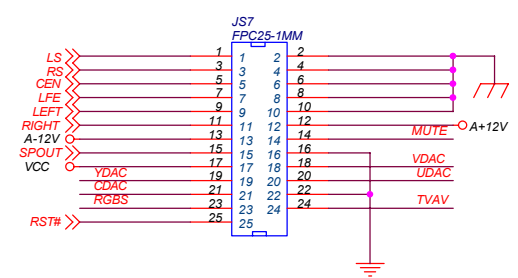 JS7
FPC25-1MM
LS 1 1 2 2
RS 3 3 4 4
CEN 5 5 6 6
LFE 7 7 8 8
LEFT 9 9 10 10
RIGHT 11 11 12 12 A+12V
A-12V 13 13 14 14 MUTE
SPOUT 15 15 16 16
VCC 17 17 18 18 VDAC
YDAC 19 19 20 20 UDAC
CDAC 21 21 22 22
RGBS 23 23 24 24 TVAV
RST# 25 25